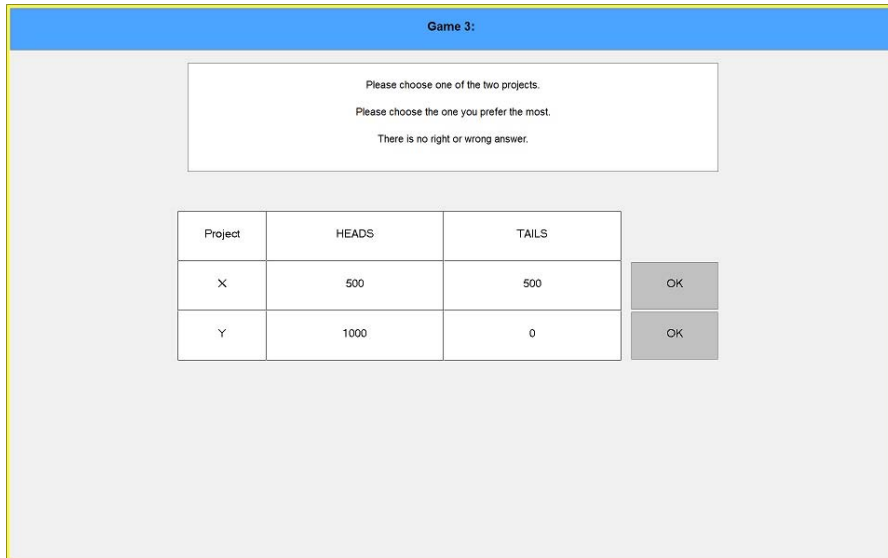 Game 3:
Please choose one of the two projects.
Please choose the one you prefer the most.
There is no right or wrong answer.
Project HEADS TAILS
X 500 500 OK
Y 1000 0 OK